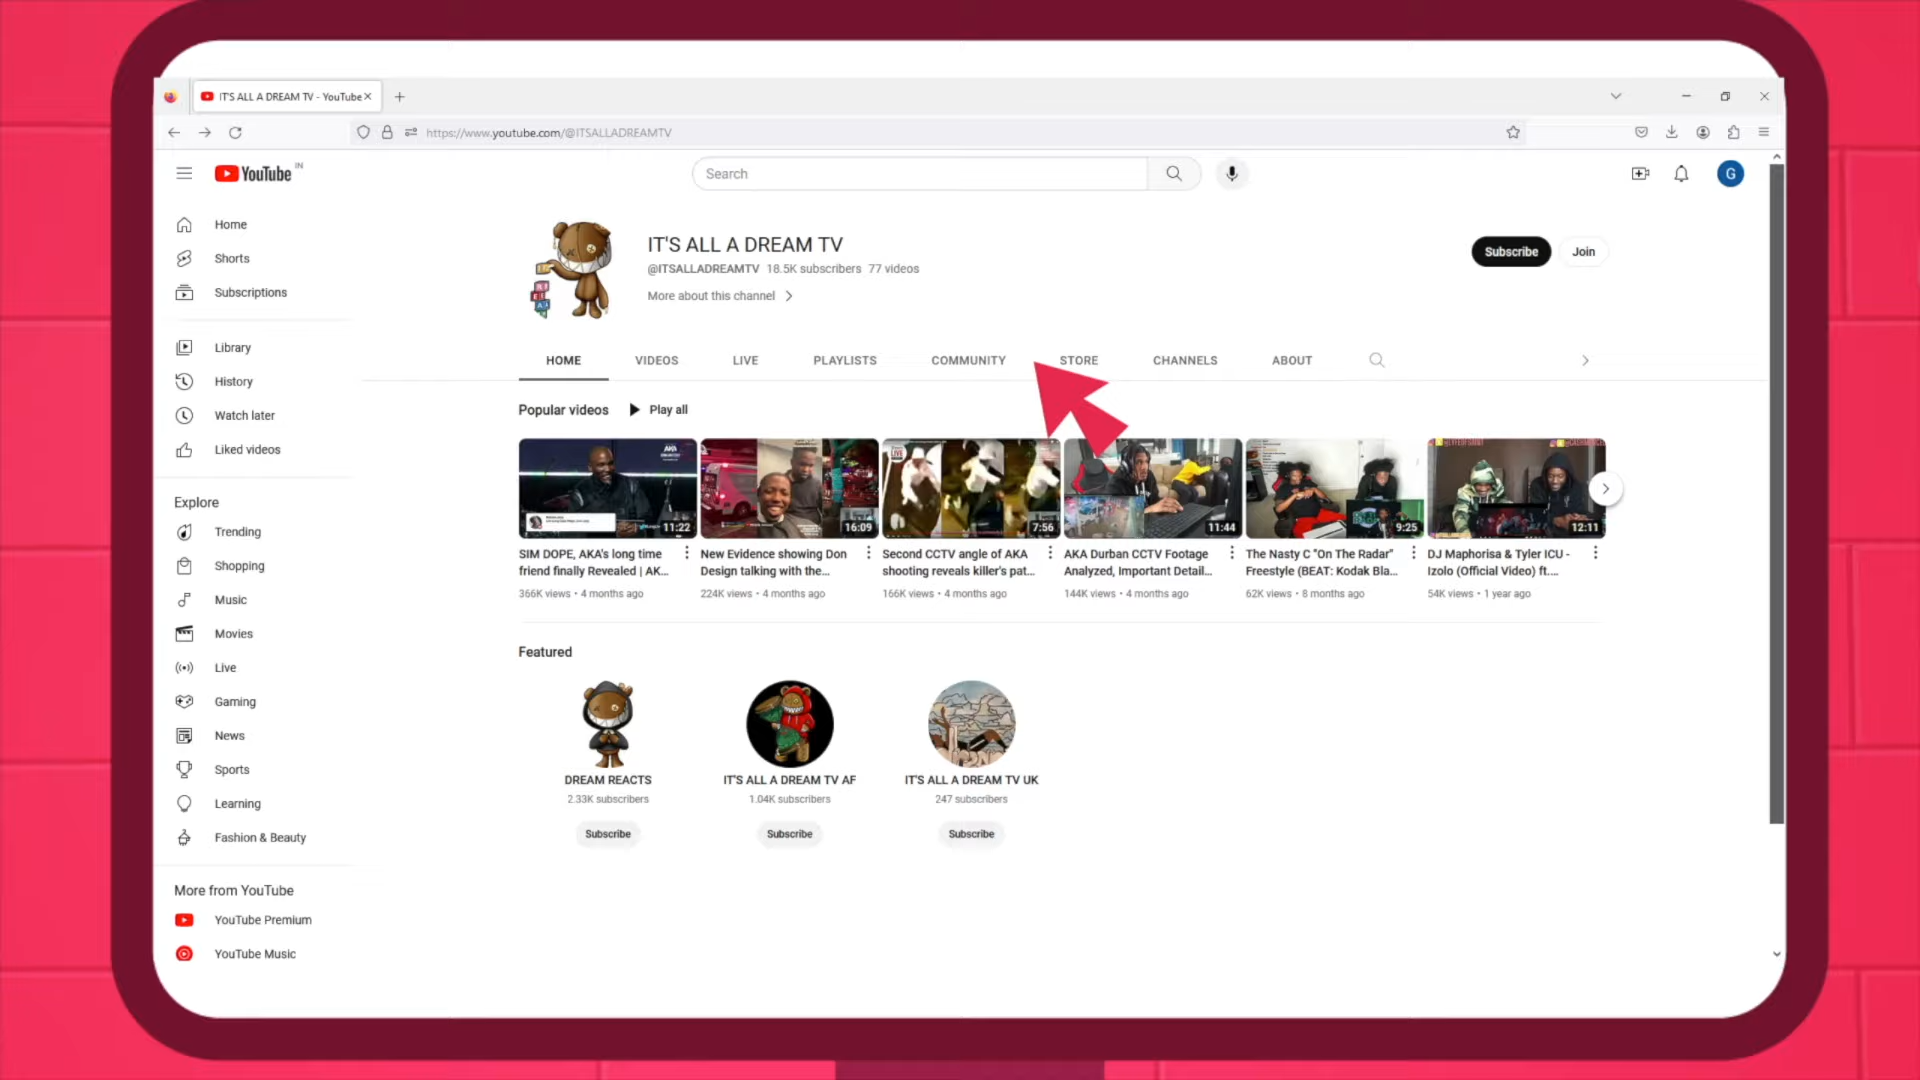 IT'S ALL A DREAM TV - YouTube
https://www.youtube.com/@ITSALLADREAMTV
YouTube IN
Search
G
Home
Shorts
Subscriptions
Library
History
Watch later
Liked videos
Explore
Trending
Shopping
Music
Movies
Live
Gaming
News
Sports
Learning
Fashion & Beauty
More from YouTube
YouTube Premium
YouTube Music
IT'S ALL A DREAM TV
@ITSALLADREAMTV 18.5K subscribers 77 videos
More about this channel
Subscribe
Join
HOME VIDEOS LIVE PLAYLISTS COMMUNITY STORE CHANNELS ABOUT
Popular videos Play all
AKA
11:22
SIM DOPE, AKA's long time
friend finally Revealed | AK...
366K views • 4 months ago
16:09
New Evidence showing Don
Design talking with the...
224K views • 4 months ago
LIVE
7:56
Second CCTV angle of AKA
shooting reveals killer's pat...
166K views • 4 months ago
11:44
AKA Durban CCTV Footage
Analyzed, Important Detail...
144K views • 4 months ago
9:25
The Nasty C "On The Radar"
Freestyle (BEAT: Kodak Bla...
62K views • 8 months ago
12:11
DJ Maphorisa & Tyler ICU -
Izolo (Official Video) ft....
54K views • 1 year ago
Featured
DREAM REACTS
2.33K subscribers
Subscribe
IT'S ALL A DREAM TV AF
1.04K subscribers
Subscribe
IT'S ALL A DREAM TV UK
247 subscribers
Subscribe